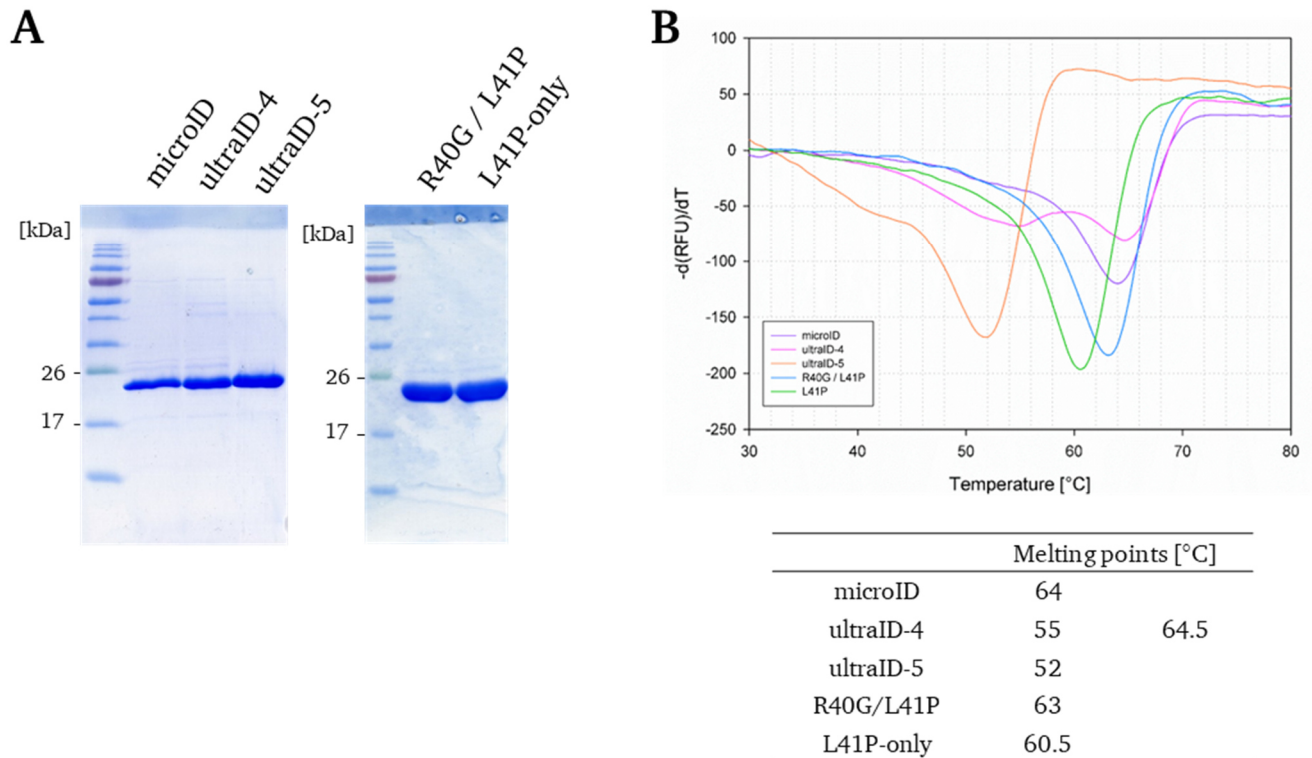 A
microID
ultraID-4
ultraID-5
R40G / L41P
L41P-only
[kDa]
26
17
[kDa]
26
17
B
100
50
0
-50
-100
-150
-200
-250
-d(RFU)/dT
microID
ultraID-4
ultraID-5
R40G / L41P
L41P
30 40 50 60 70 80
Temperature [°C]
Melting points [°C]
microID 64
ultraID-4 55 64.5
ultraID-5 52
R40G/L41P 63
L41P-only 60.5